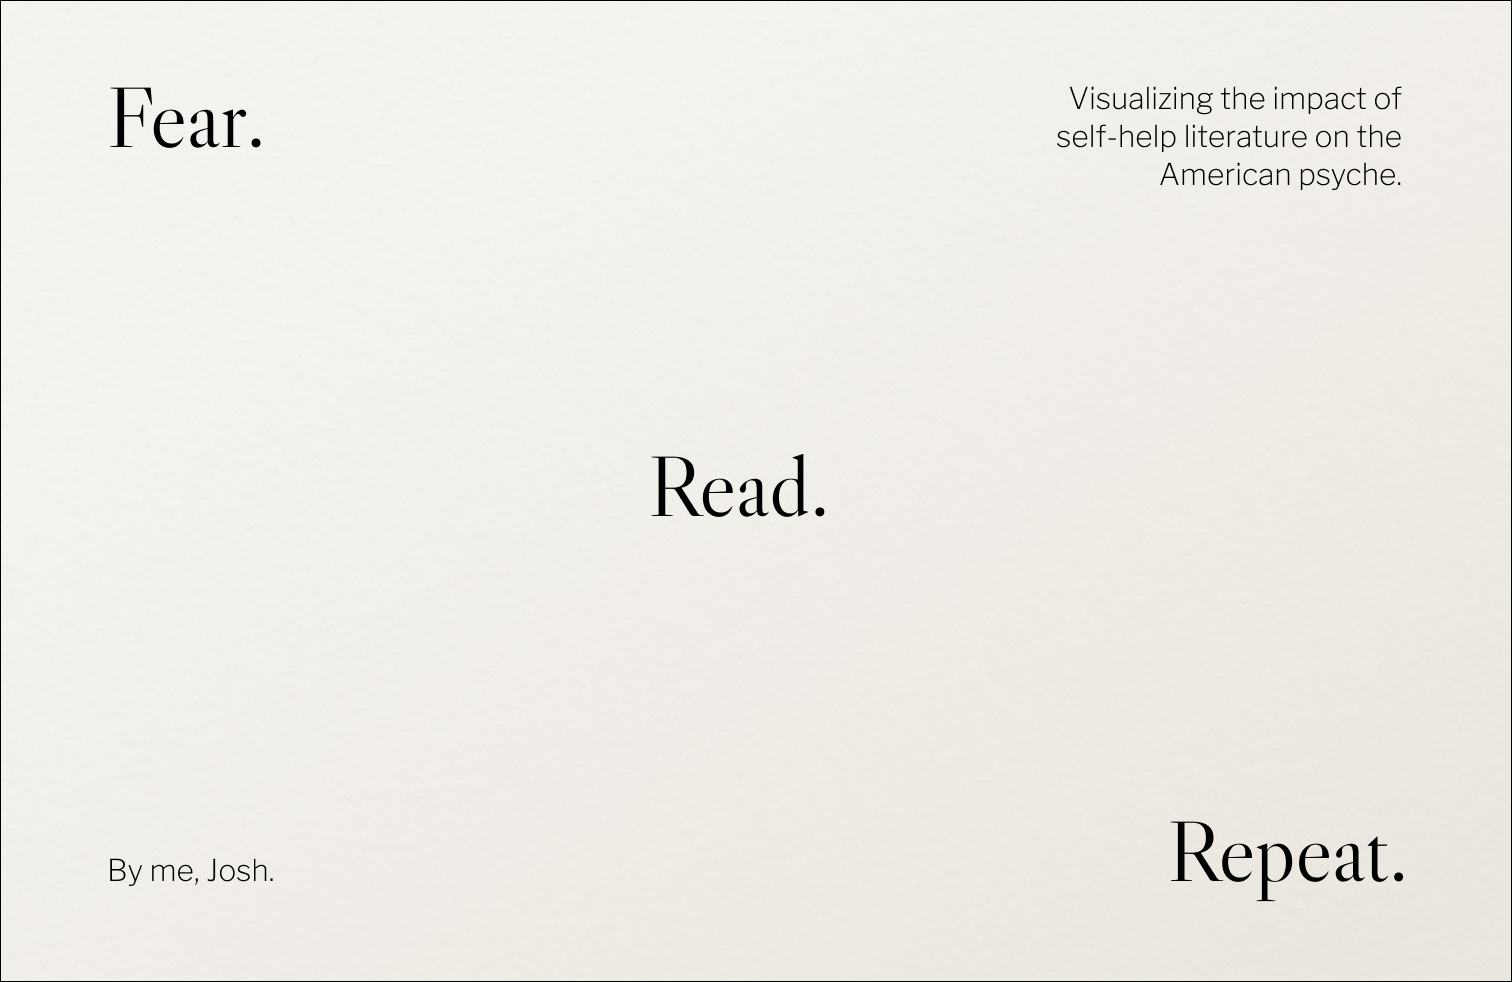 Fear.
Visualizing the impact of
self-help literature on the
American psyche.
Read.
By me, Josh.
Repeat.